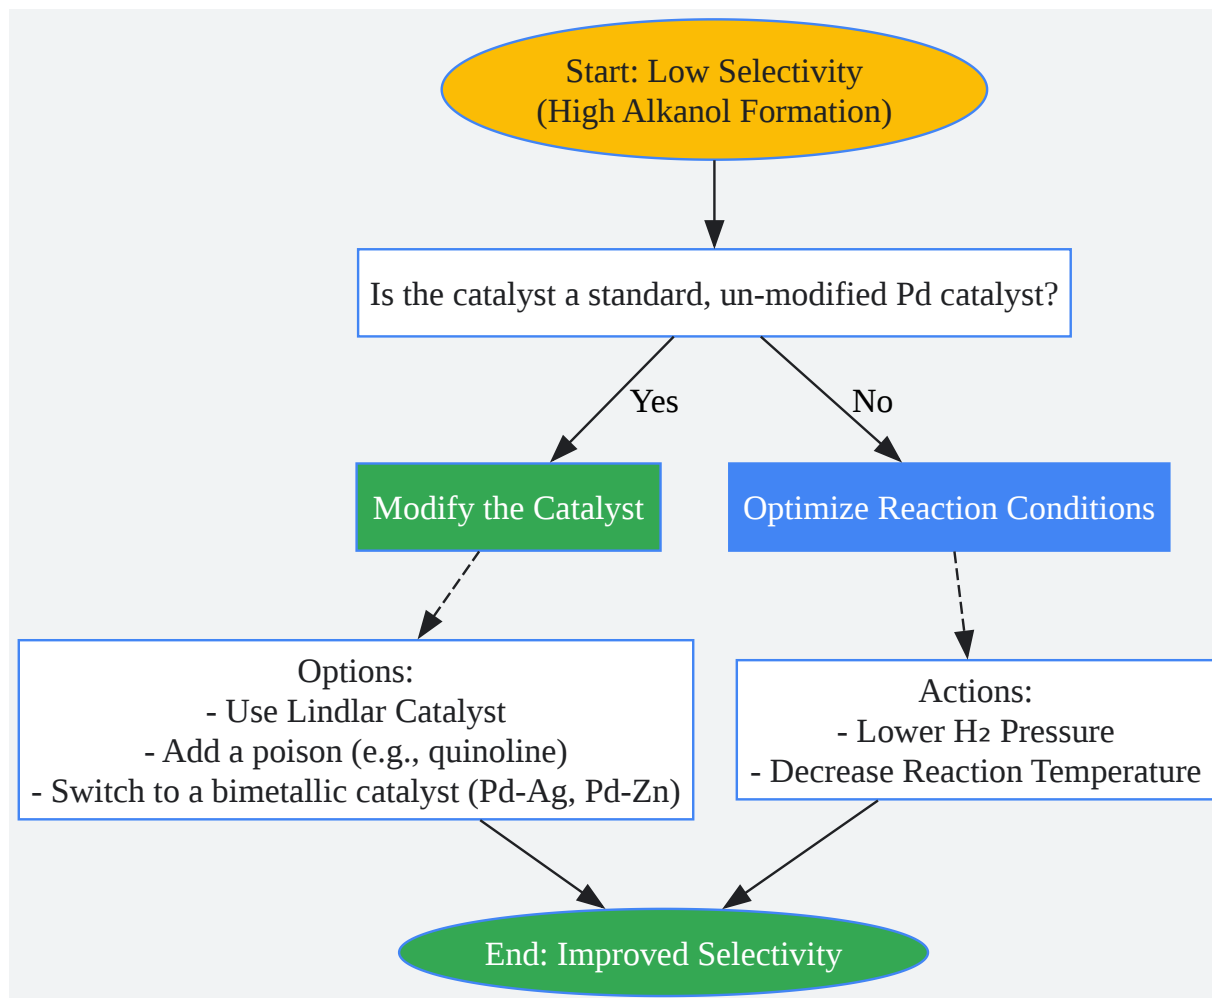 Start: Low Selectivity
(High Alkanol Formation)
Is the catalyst a standard, un-modified Pd catalyst?
Yes
No
Modify the Catalyst
Optimize Reaction Conditions
Options:
- Use Lindlar Catalyst
- Add a poison (e.g., quinoline)
- Switch to a bimetallic catalyst (Pd-Ag, Pd-Zn)
Actions:
- Lower H₂ Pressure
- Decrease Reaction Temperature
End: Improved Selectivity